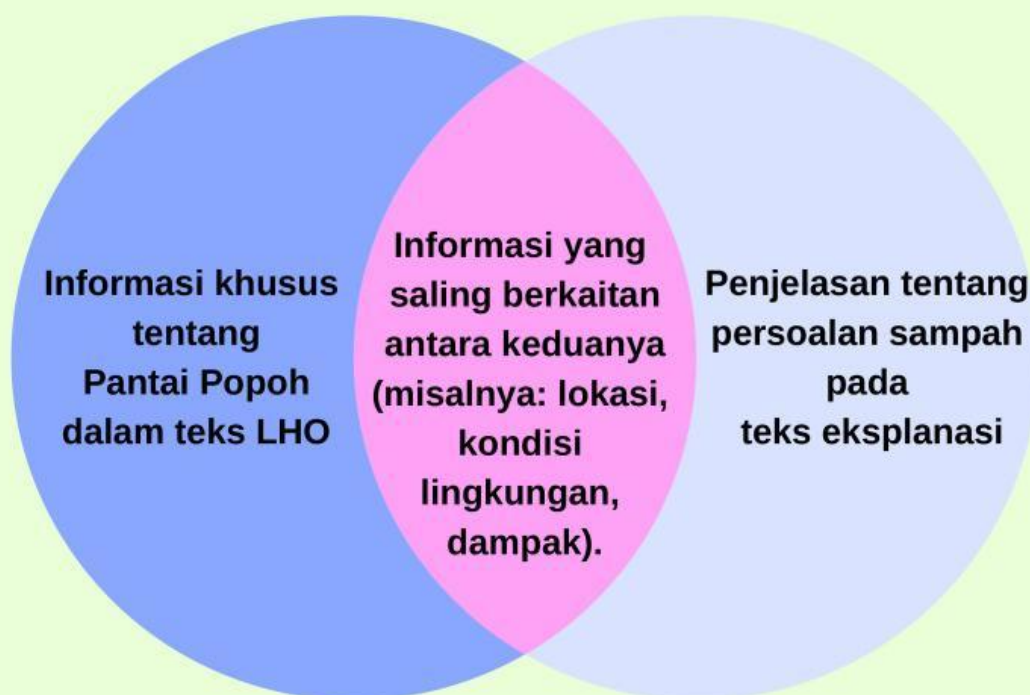 Informasi khusus
tentang
Pantai Popoh
dalam teks LHO
Informasi yang
saling berkaitan
antara keduanya
(misalnya: lokasi,
kondisi
lingkungan,
dampak).
Penjelasan tentang
persoalan sampah
pada
teks eksplanasi